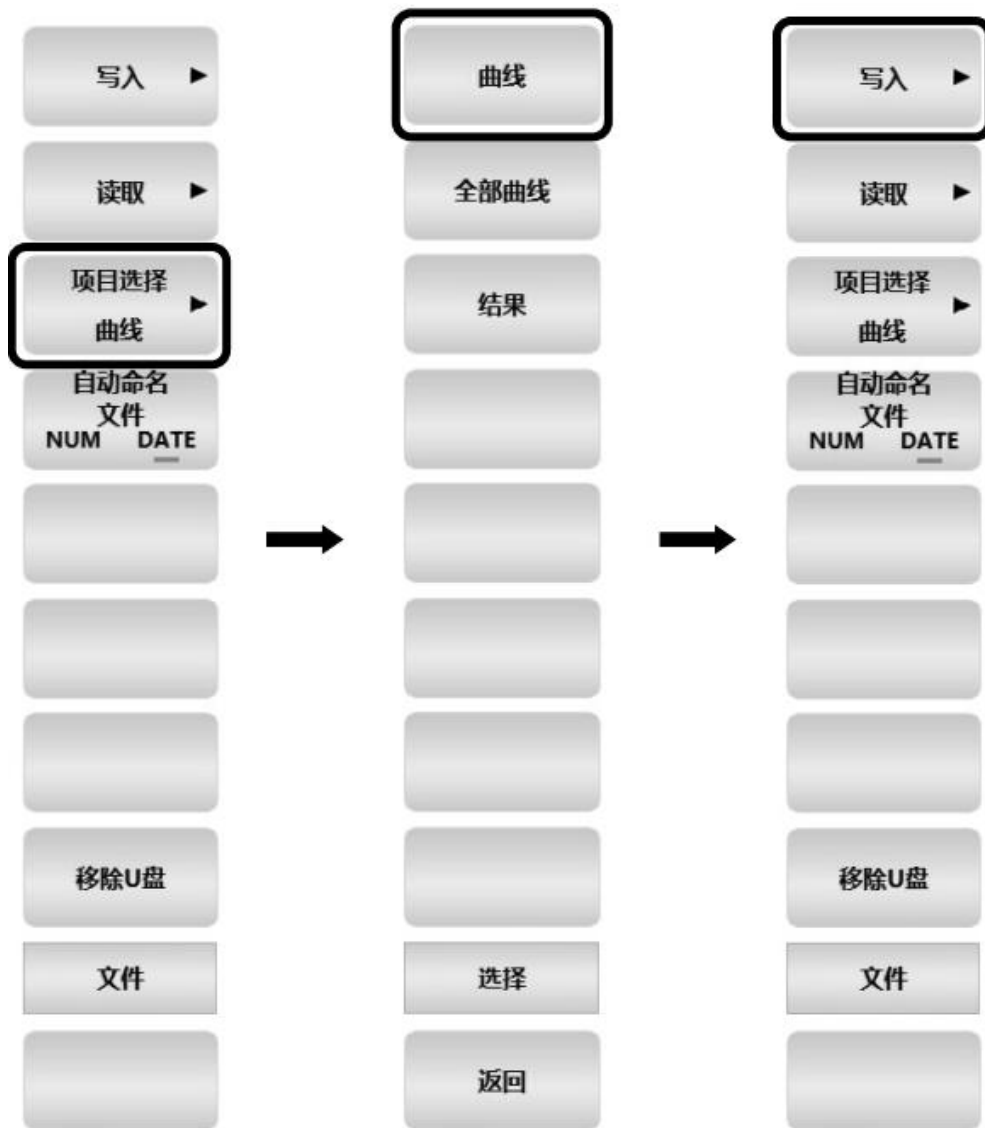 写入
读取
项目选择
曲线
自动命名
文件
NUM DATE
移除U盘
文件
曲线
全部曲线
结果
选择
返回
写入
读取
项目选择
曲线
自动命名
文件
NUM DATE
移除U盘
文件